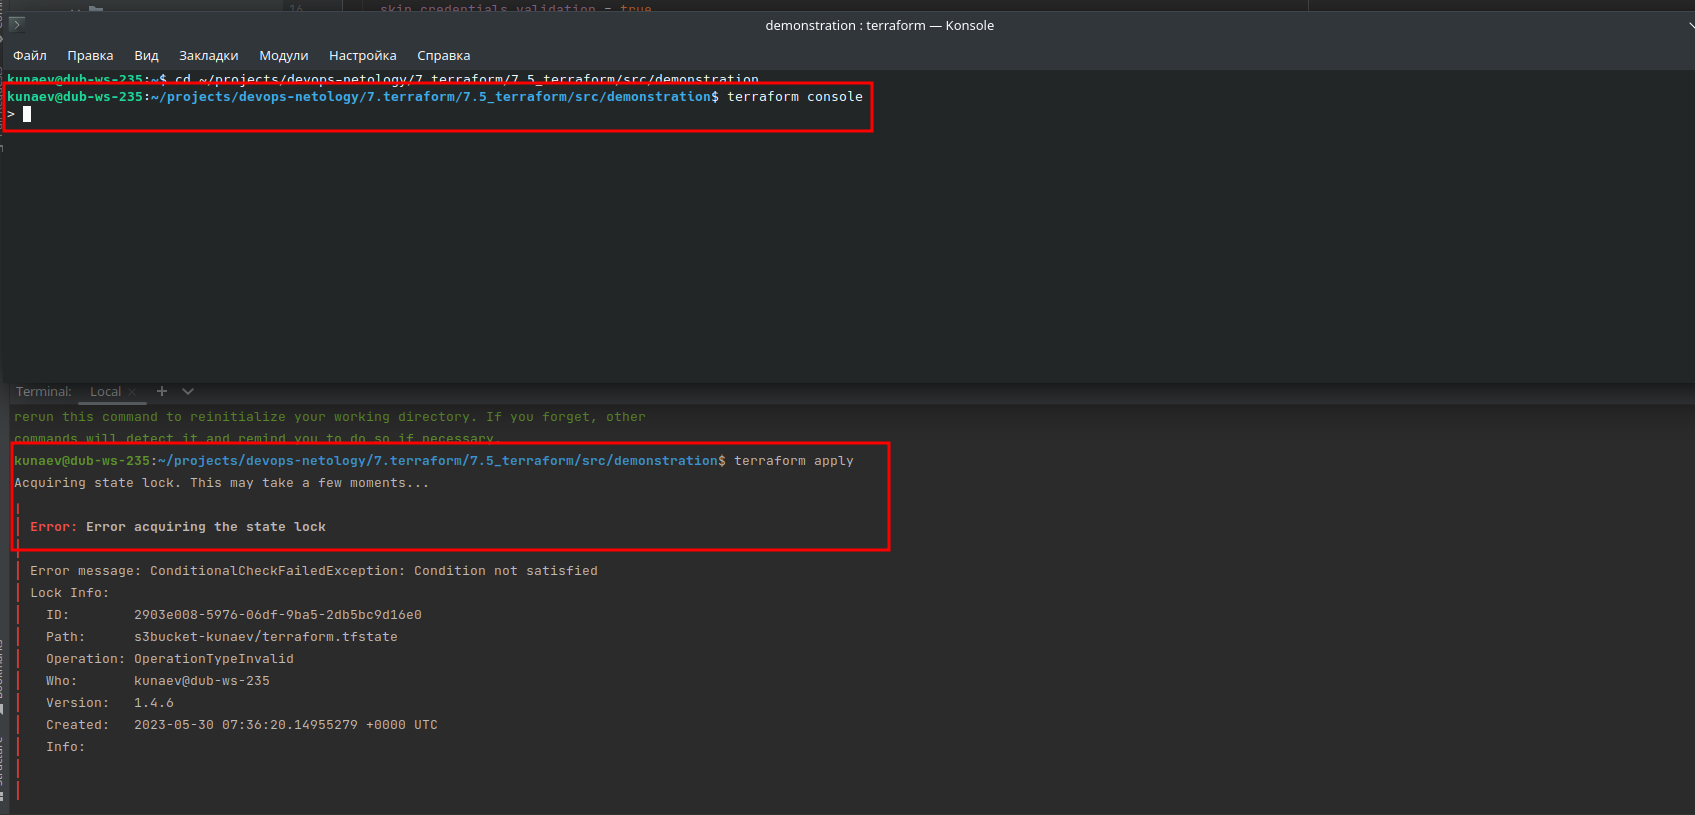 16 skip_credentials_validation = true
demonstration : terraform — Konsole
Файл Правка Вид Закладки Модули Настройка Справка
kunaev@dub-ws-235:~$ cd ~/projects/devops-netology/7.terraform/7.5_terraform/src/demonstration
kunaev@dub-ws-235:~/projects/devops-netology/7.terraform/7.5_terraform/src/demonstration$ terraform console
>
Terminal: Local × + 
rerun this command to reinitialize your working directory. If you forget, other
commands will detect it and remind you to do so if necessary.
kunaev@dub-ws-235:~/projects/devops-netology/7.terraform/7.5_terraform/src/demonstration$ terraform apply
Acquiring state lock. This may take a few moments...
Error: Error acquiring the state lock
Error message: ConditionalCheckFailedException: Condition not satisfied
Lock Info:
ID: 2903e008-5976-06df-9ba5-2db5bc9d16e0
Path: s3bucket-kunaev/terraform.tfstate
Operation: OperationTypeInvalid
Who: kunaev@dub-ws-235
Version: 1.4.6
Created: 2023-05-30 07:36:20.14955279 +0000 UTC
Info: